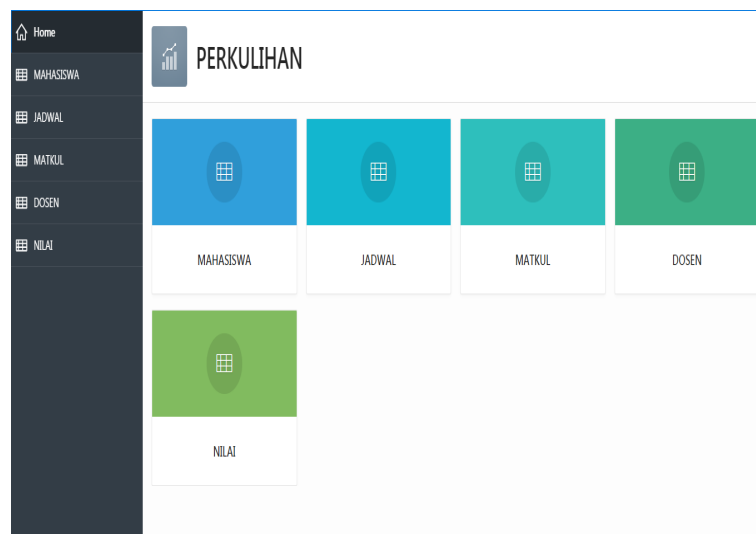 Home
MAHASISWA
JADWAL
MATKUL
DOSEN
NILAI
PERKULIHAN
MAHASISWA
JADWAL
MATKUL
DOSEN
NILAI